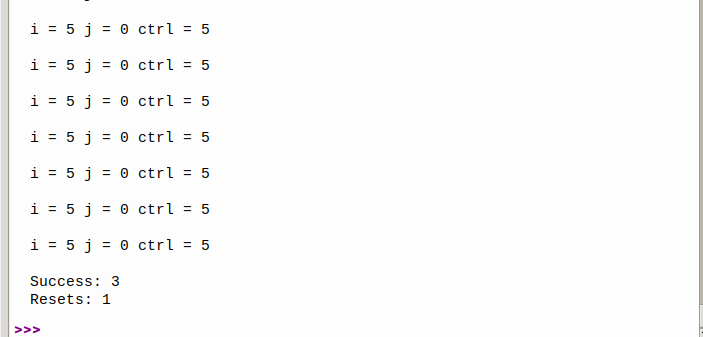 i = 5 j = 0 ctrl = 5
i = 5 j = 0 ctrl = 5
i = 5 j = 0 ctrl = 5
i = 5 j = 0 ctrl = 5
i = 5 j = 0 ctrl = 5
i = 5 j = 0 ctrl = 5
i = 5 j = 0 ctrl = 5
Success: 3
Resets: 1
>>>